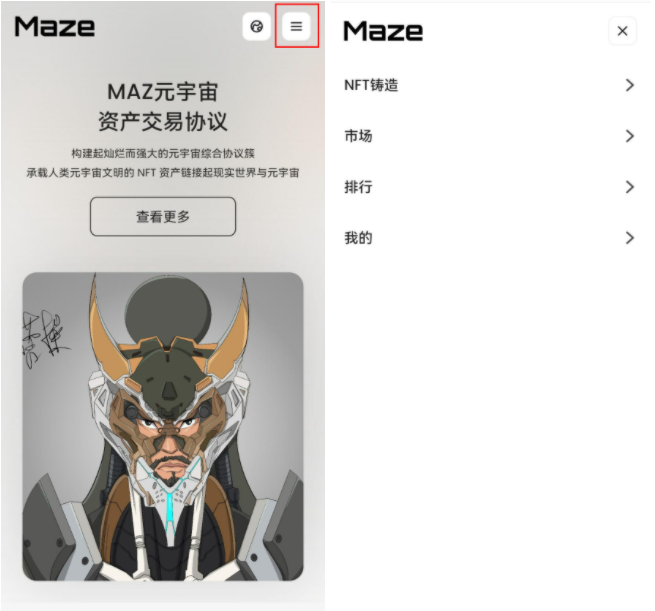 Maze
MAZ元宇宙
资产交易协议
构建起灿烂而强大的元宇宙综合协议簇
承载人类元宇宙文明的 NFT 资产链接起现实世界与元宇宙
查看更多
Maze
NFT铸造
市场
排行
我的